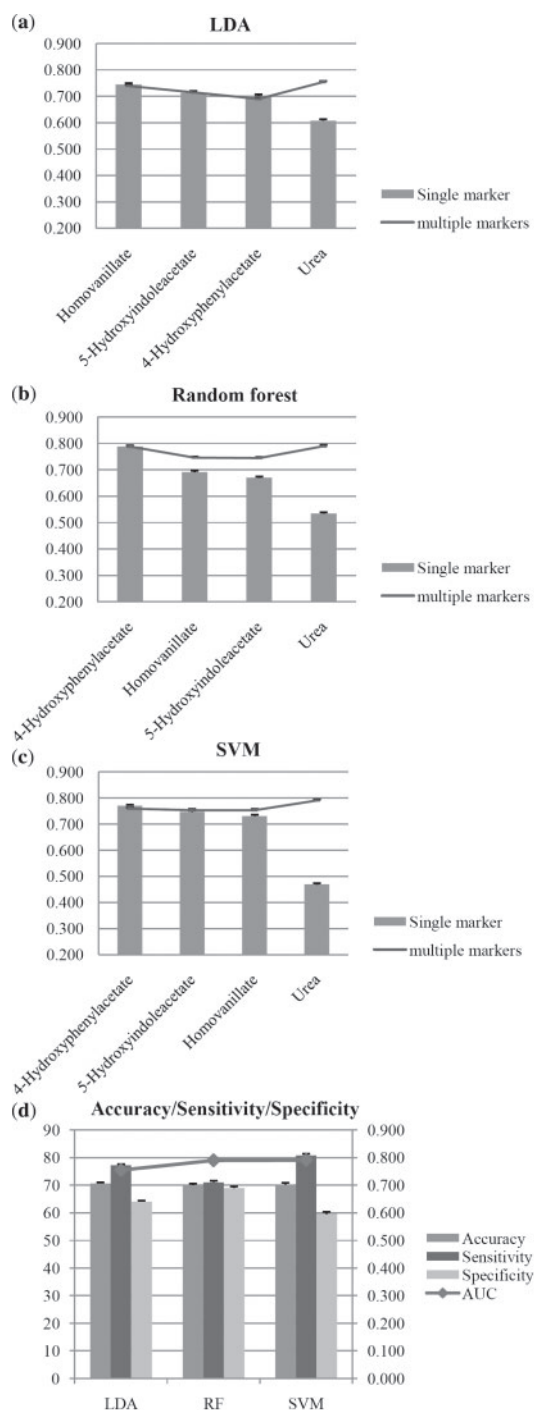 (a)
LDA
0.900
0.800
0.700
0.600
0.500
0.400
0.300
0.200
Homovanillate
5-Hydroxyindoleacetate
4-Hydroxyphenylacetate
Urea
Single marker
multiple markers
(b)
Random forest
0.900
0.800
0.700
0.600
0.500
0.400
0.300
0.200
4-Hydroxyphenylacetate
Homovanillate
5-Hydroxyindoleacetate
Urea
Single marker
multiple markers
(c)
SVM
0.900
0.800
0.700
0.600
0.500
0.400
0.300
0.200
4-Hydroxyphenylacetate
5-Hydroxyindoleacetate
Homovanillate
Urea
Single marker
multiple markers
(d)
Accuracy/Sensitivity/Specificity
90
80
70
60
50
40
30
20
10
0
0.900
0.800
0.700
0.600
0.500
0.400
0.300
0.200
0.100
0.000
LDA
RF
SVM
Accuracy
Sensitivity
Specificity
AUC